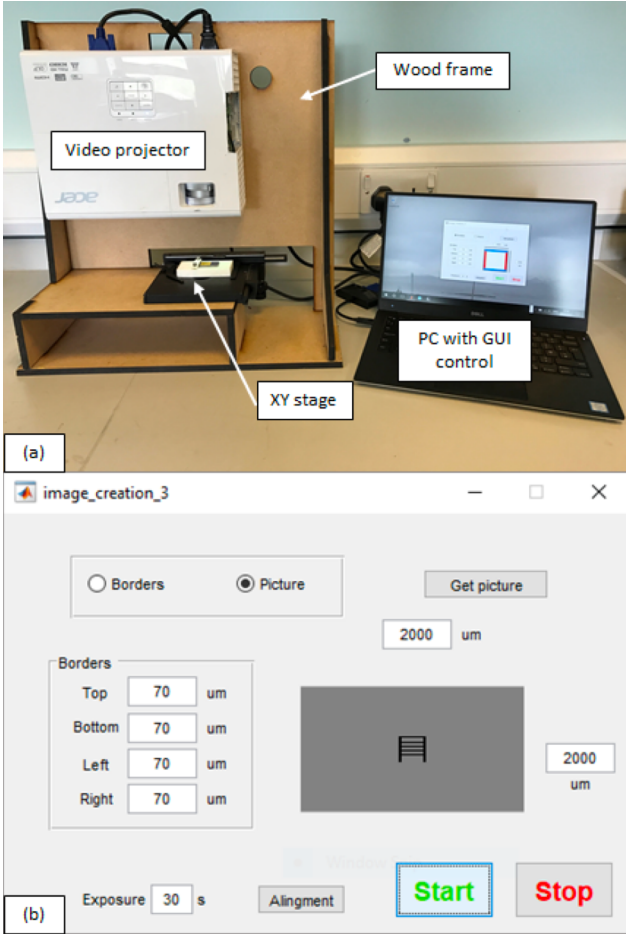 Wood frame
Video projector
acer
DELL
PC with GUI
control
XY stage
(a)
image_creation_3
Borders
Picture
Get picture
2000 um
Borders
Top 70 um
Bottom 70 um
Left 70 um
Right 70 um
2000
um
Exposure 30 s
Alingment
Start
Stop
(b)